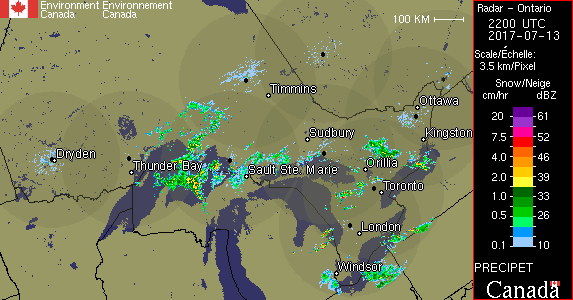 Environment Environnement
Canada Canada
100 KM
Timmins
Ottawa
Sudbury
Kingston
Dryden
Thunder Bay
Sault Ste. Marie
Orillia
Toronto
London
Windsor
Radar - Ontario
2200 UTC
2017-07-13
Scale/Échelle:
3.5 km/Pixel
Snow/Neige
cm/hr dBZ
20 61
7.5 52
4.0 46
2.0 39
1.0 33
0.5 26
0.1 10
PRECIPET
Canada